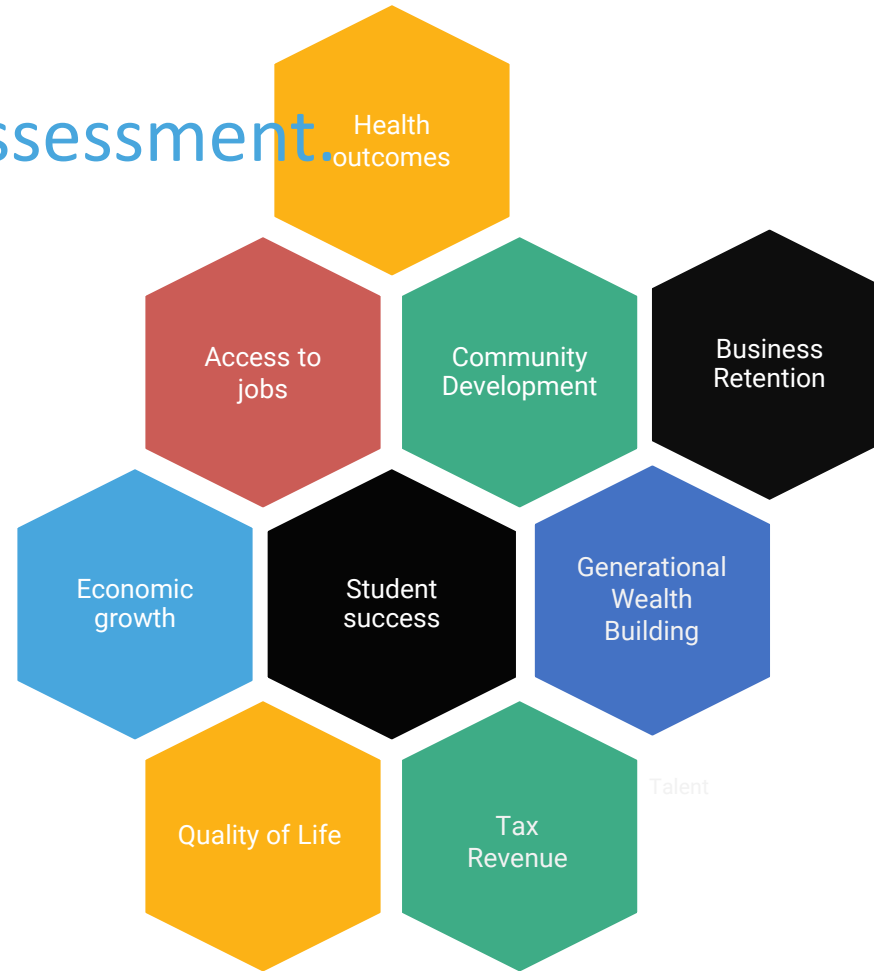 ssessment.
Health
outcomes
Access to
jobs
Community
Development
Business
Retention
Economic
growth
Student
success
Generational
Wealth
Building
Talent
Quality of Life
Tax
Revenue